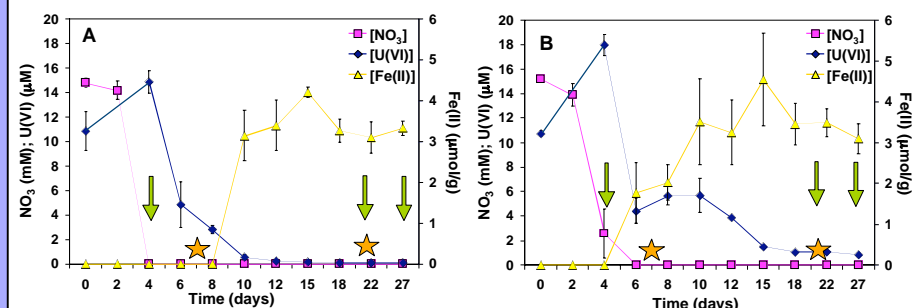 A
[NO3]
[U(VI)]
[Fe(II)]
NO3 (mM); U(VI) (μM)
20
18
16
14
12
10
8
6
4
2
0
6
5
4
3
2
1
0
Fe(II) (μmol/g)
0 2 4 6 8 10 12 15 18 22 27
Time (days)
B
[NO3]
[U(VI)]
[Fe(II)]
NO3 (mM); U(VI) (μM)
20
18
16
14
12
10
8
6
4
2
0
6
5
4
3
2
1
0
Fe(II) (μmol/g)
0 2 4 6 8 10 12 15 18 22 27
Time (days)